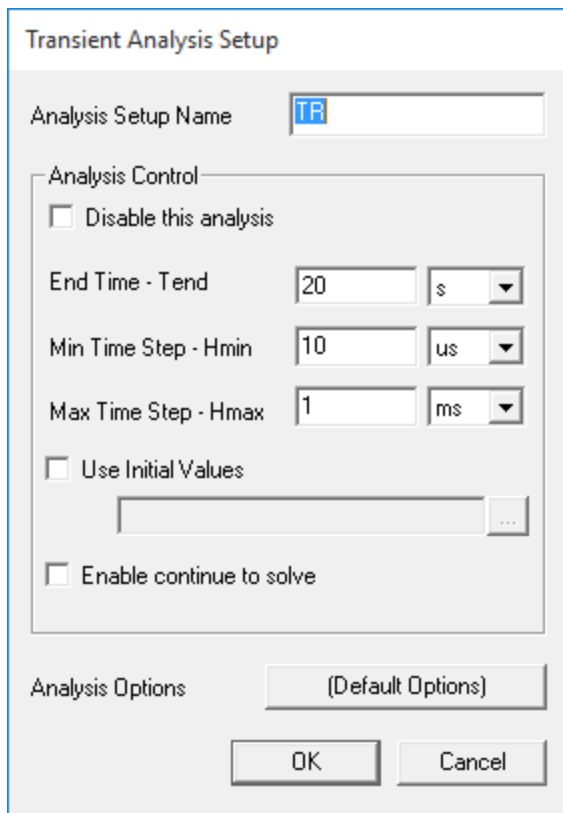 Transient Analysis Setup
Analysis Setup Name TR
Analysis Control
Disable this analysis
End Time - Tend 20 s
Min Time Step - Hmin 10 us
Max Time Step - Hmax 1 ms
Use Initial Values
...
Enable continue to solve
Analysis Options (Default Options)
OK Cancel